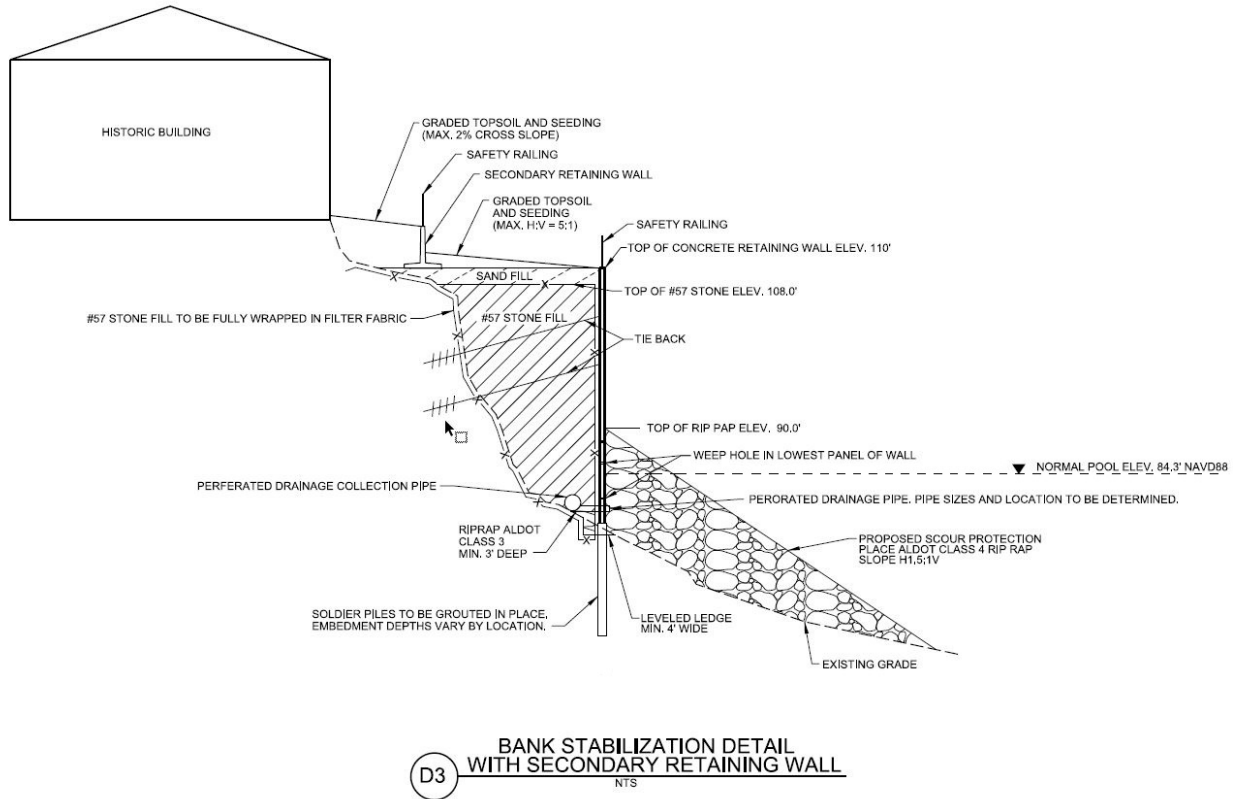 HISTORIC BUILDING
GRADED TOPSOIL AND SEEDING
(MAX. 2% CROSS SLOPE)
SAFETY RAILING
SECONDARY RETAINING WALL
GRADED TOPSOIL
AND SEEDING
(MAX. H:V = 5:1)
SAFETY RAILING
TOP OF CONCRETE RETAINING WALL ELEV. 110'
SAND FILL
TOP OF #57 STONE ELEV. 108.0'
#57 STONE FILL TO BE FULLY WRAPPED IN FILTER FABRIC
#57 STONE FILL
TIE BACK
TOP OF RIP PAP ELEV. 90.0'
WEEP HOLE IN LOWEST PANEL OF WALL
NORMAL POOL ELEV. 84.3' NAVD88
PERFERATED DRAINAGE COLLECTION PIPE
PERORATED DRAINAGE PIPE. PIPE SIZES AND LOCATION TO BE DETERMINED.
RIPRAP ALDOT
CLASS 3
MIN. 3' DEEP
PROPOSED SCOUR PROTECTION
PLACE ALDOT CLASS 4 RIP RAP
SLOPE H1.5:1V
SOLDIER PILES TO BE GROUTED IN PLACE.
EMBEDMENT DEPTHS VARY BY LOCATION.
LEVELED LEDGE
MIN. 4' WIDE
EXISTING GRADE
D3
BANK STABILIZATION DETAIL
WITH SECONDARY RETAINING WALL
NTS